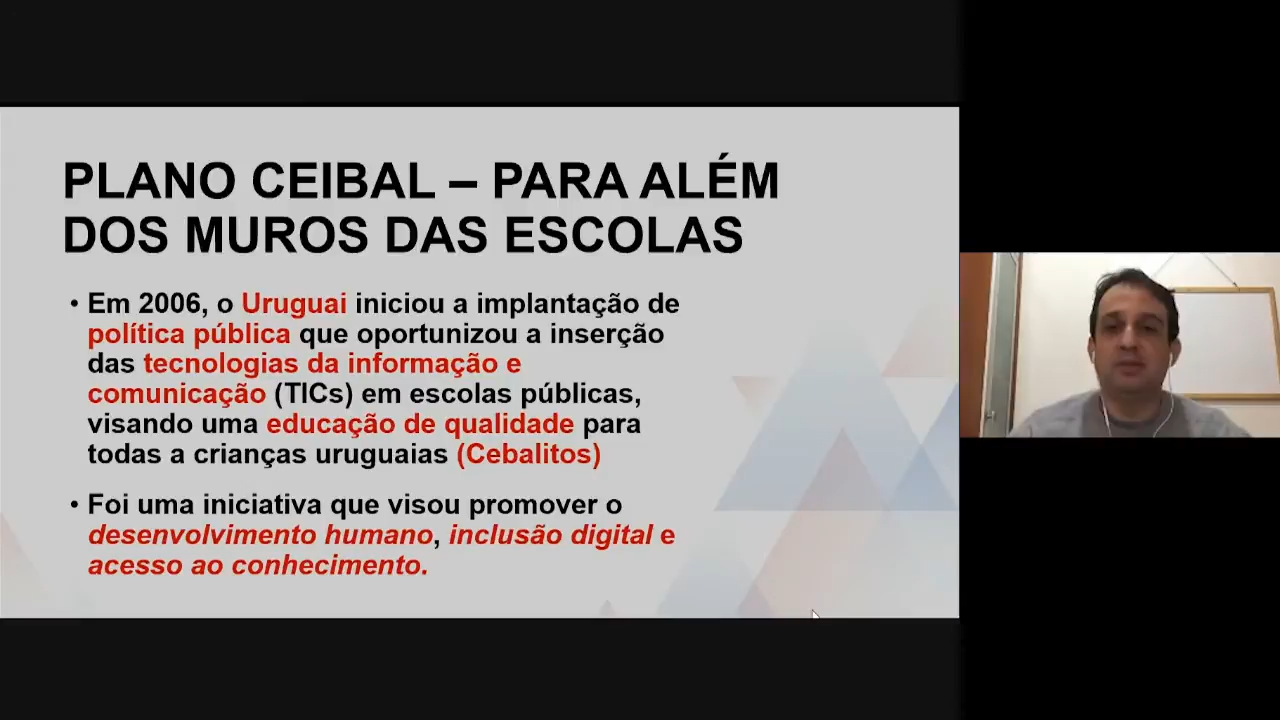 PLANO CEIBAL – PARA ALÉM
DOS MUROS DAS ESCOLAS
• Em 2006, o Uruguai iniciou a implantação de
política pública que oportunizou a inserção
das tecnologias da informação e
comunicação (TICs) em escolas públicas,
visando uma educação de qualidade para
todas a crianças uruguaias (Cebalitos)
• Foi uma iniciativa que visou promover o
desenvolvimento humano, inclusão digital e
acesso ao conhecimento.